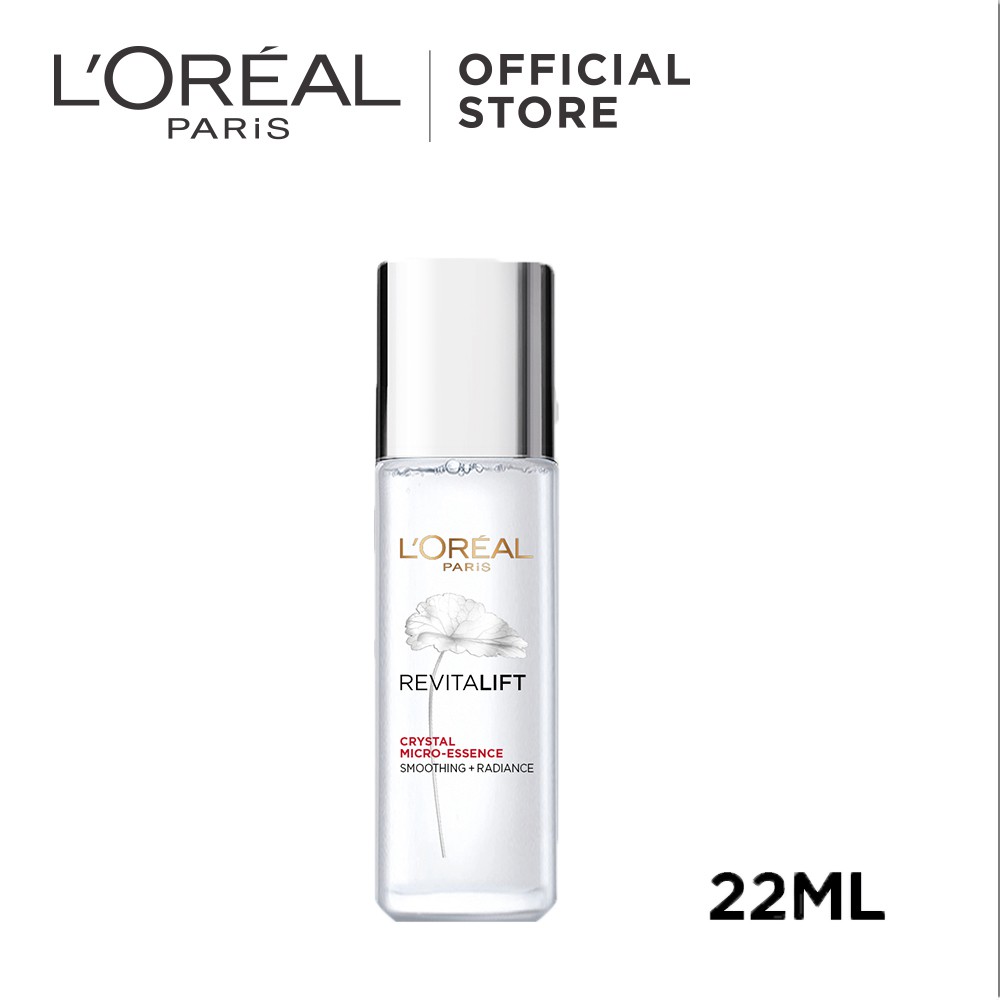 L'ORÉAL
PARiS
OFFICIAL
STORE
L'ORÉAL
PARiS
REVITALIFT
CRYSTAL
MICRO-ESSENCE
SMOOTHING + RADIANCE
22ML